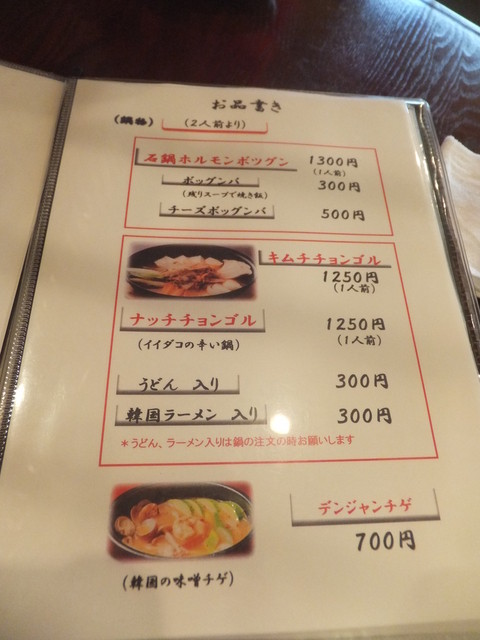 お品書き
(鍋物) (2人前より)
石鍋ホルモンボツグン 1300円
(1人前)
ボッグンパ 300円
(残りスープで焼き飯)
チーズボッグンパ 500円
キムチチョンゴル
1250円
(1人前)
ナッチチョンゴル 1250円
(1人前)
(イイダコの辛い鍋)
うどん 入り 300円
韓国ラーメン 入り 300円
*うどん、ラーメン入りは鍋の注文の時お願いします
デンジャンチゲ
700円
(韓国の味噌チゲ)